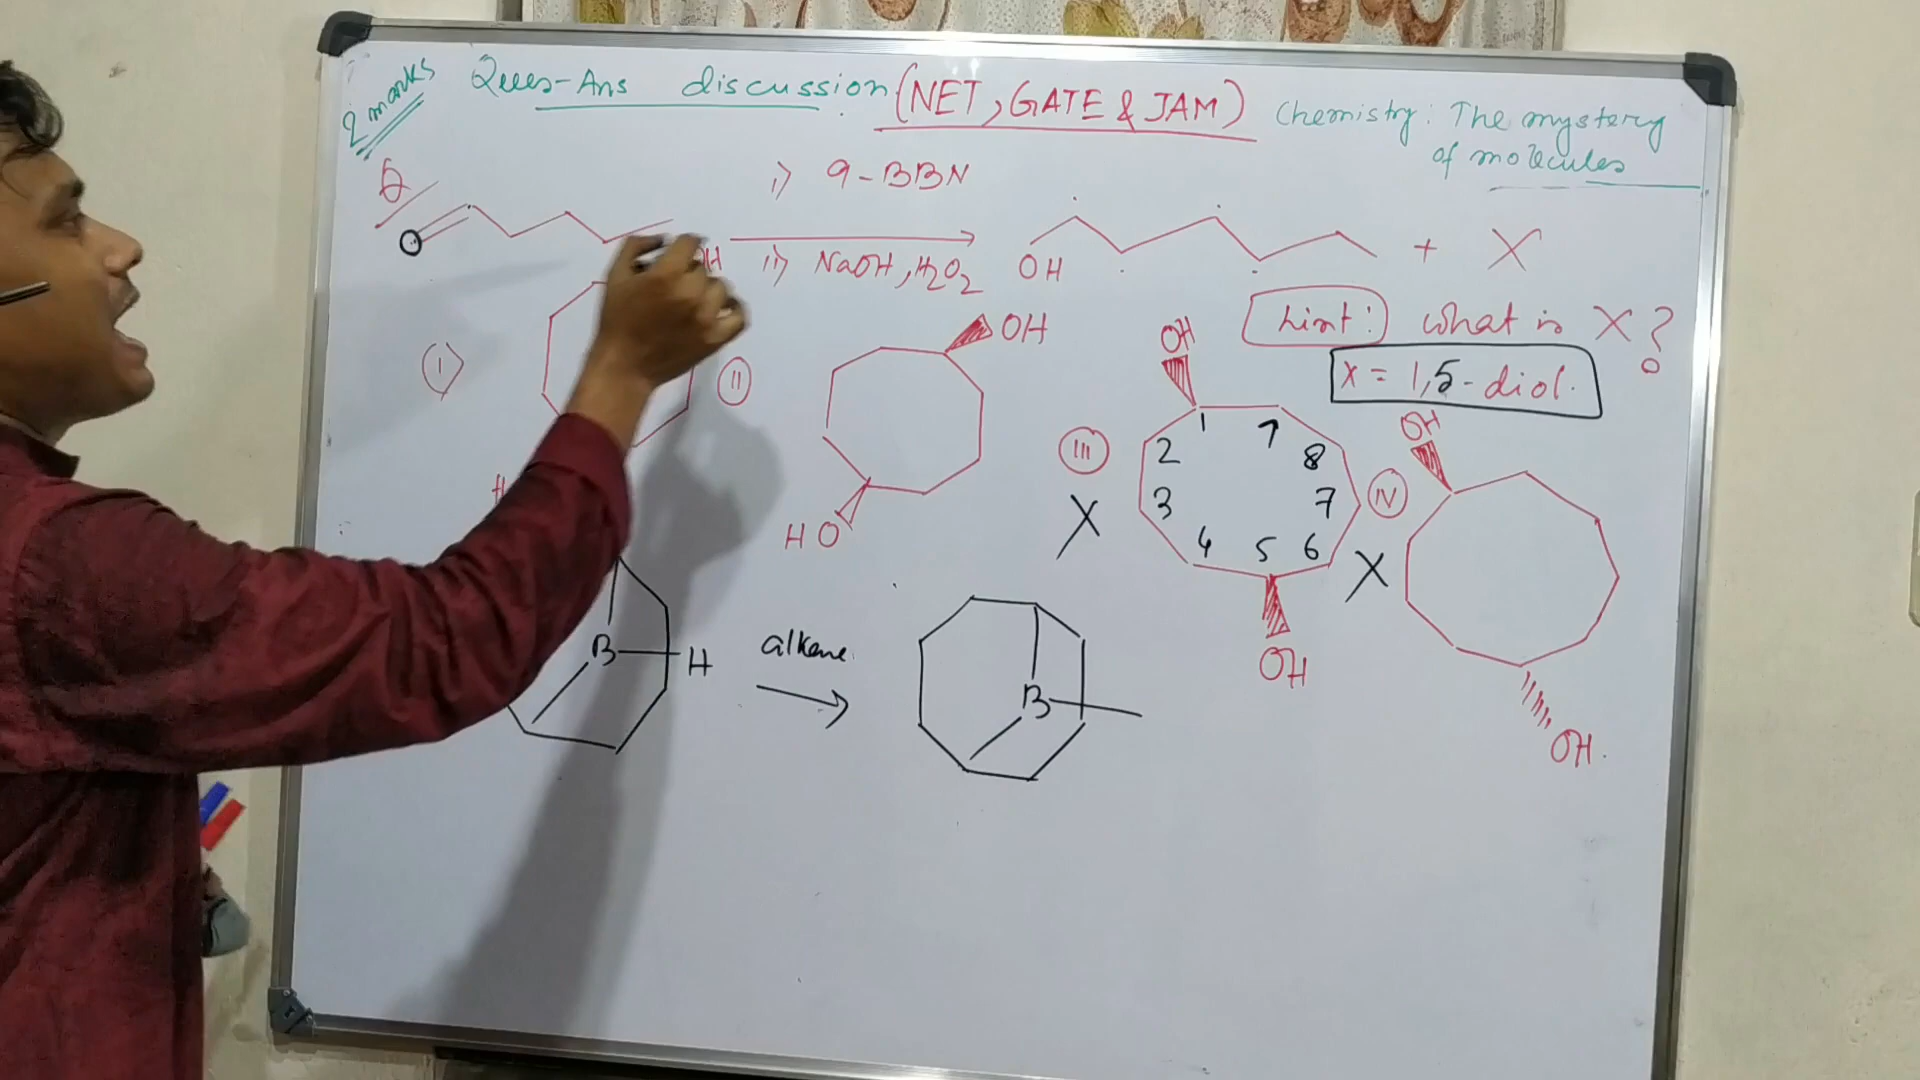 2 marks
Ques-Ans discussion (NET, GATE & JAM)
Chemistry: The mystery
of molecules
Q
i) 9-BBN
ii) NaOH, H2O2
OH
+ X
hint: what is X?
X = 1,5-diol.
I
H
II
OH
HO
III
X
OH
1 7
2 8
3 7
4 5 6
OH
IV
X
OH
OH.
B H
alkene.
B